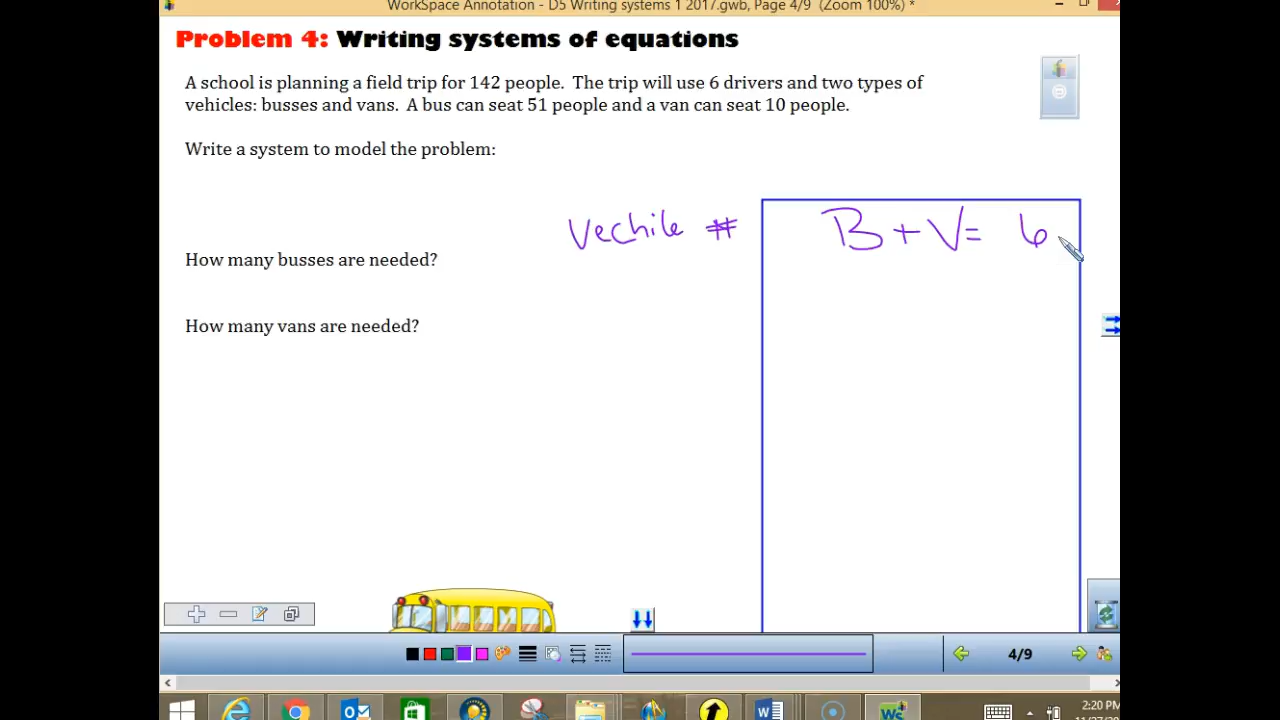 WorkSpace Annotation - D5 Writing systems 1 2017.gwb, Page 4/9 (Zoom 100%) *
Problem 4: Writing systems of equations
A school is planning a field trip for 142 people. The trip will use 6 drivers and two types of
vehicles: busses and vans. A bus can seat 51 people and a van can seat 10 people.
Write a system to model the problem:
Vechile # B + V = 6
How many busses are needed?
How many vans are needed?
4/9
2:20 PM